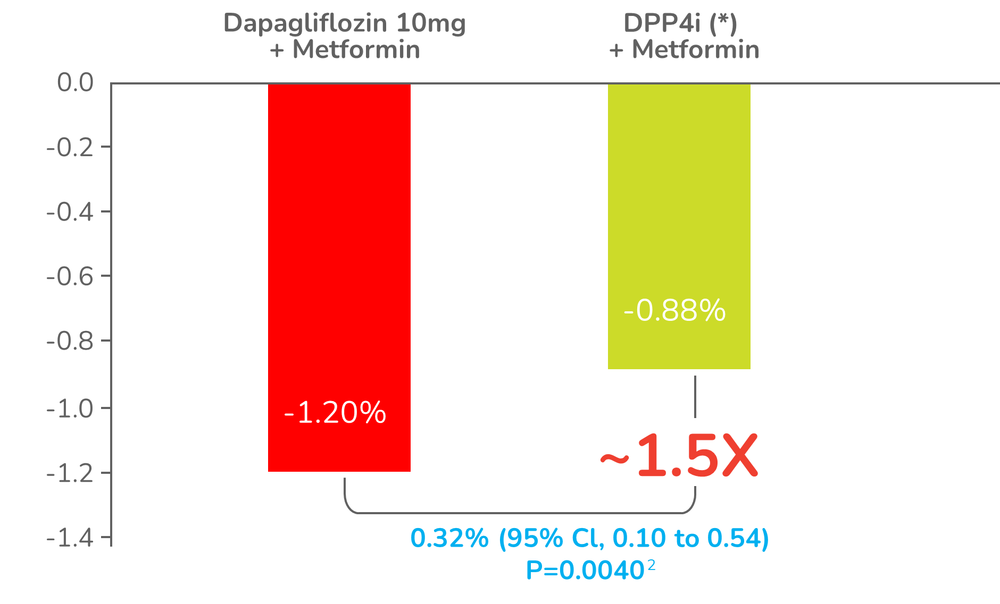 Dapagliflozin 10mg
+ Metformin
DPP4i (*)
+ Metformin
0.0
-0.2
-0.4
-0.6
-0.8
-1.0
-1.2
-1.4
-1.20%
-0.88%
~1.5X
0.32% (95% Cl, 0.10 to 0.54)
P=0.0040²